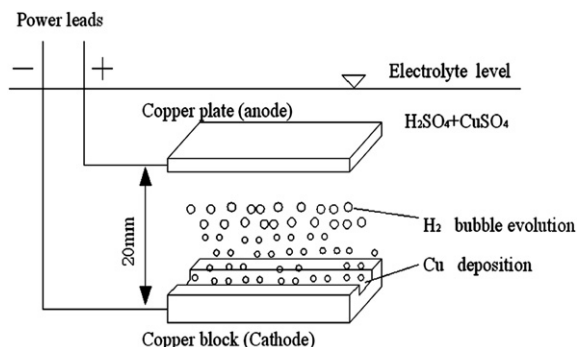 Power leads
− +
Electrolyte level
Copper plate (anode)
H₂SO₄+CuSO₄
20mm
H₂ bubble evolution
Cu deposition
Copper block (Cathode)